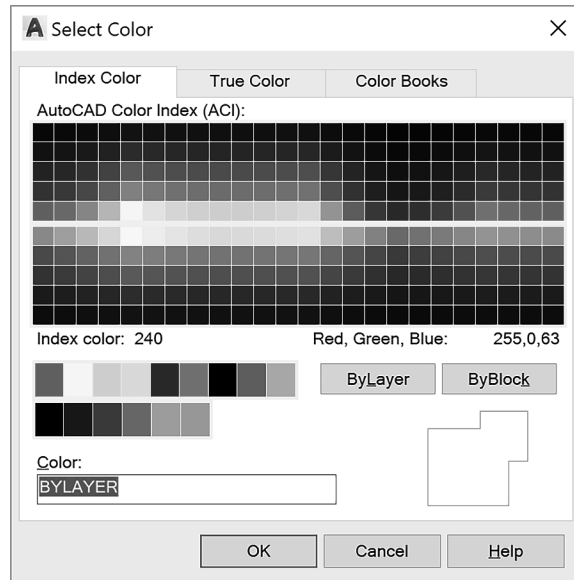 Select Color
Index Color True Color Color Books
AutoCAD Color Index (ACI):
Index color: 240 Red, Green, Blue: 255,0,63
ByLayer ByBlock
Color:
BYLAYER
OK Cancel Help